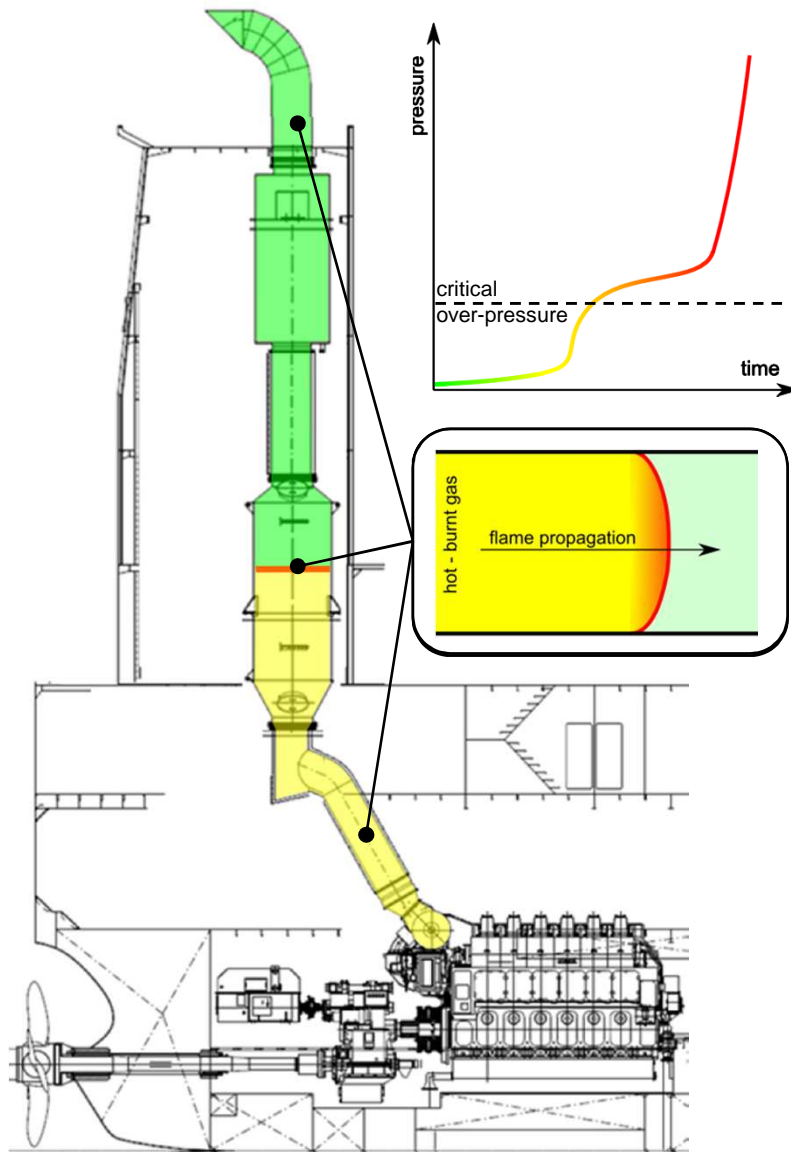 pressure
critical
over-pressure
time
hot - burnt gas
flame propagation